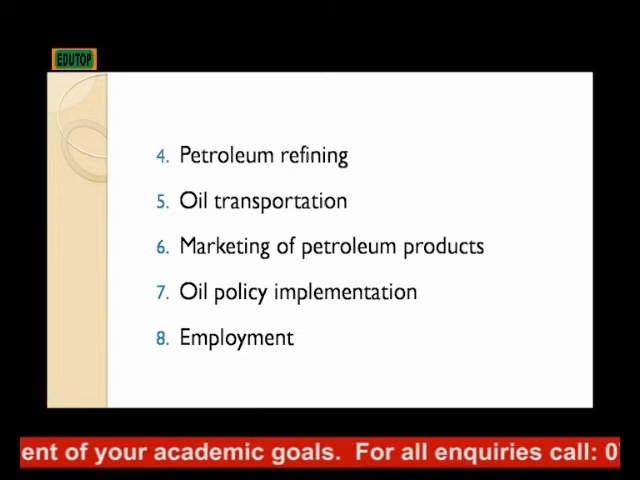 EDUTOP
4. Petroleum refining
5. Oil transportation
6. Marketing of petroleum products
7. Oil policy implementation
8. Employment
ent of your academic goals. For all enquiries call: 0